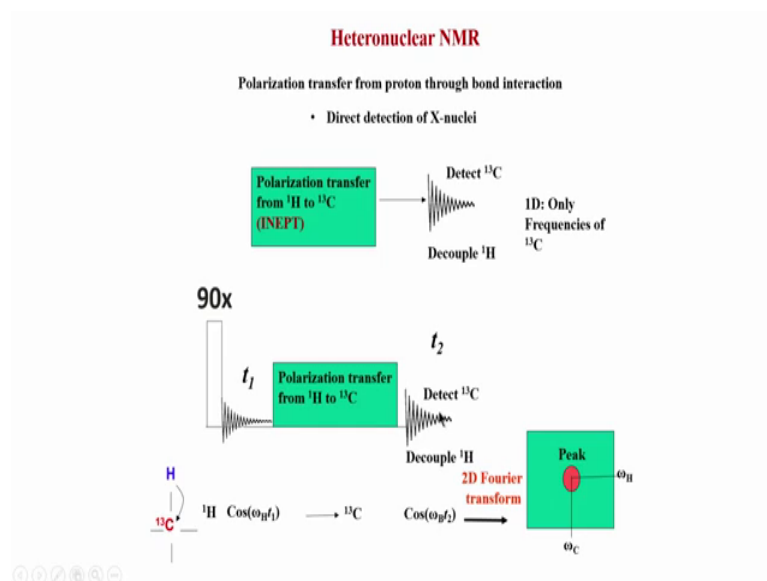 Heteronuclear NMR
Polarization transfer from proton through bond interaction
• Direct detection of X-nuclei
Polarization transfer
from ¹H to ¹³C
(INEPT)
Detect ¹³C
Decouple ¹H
1D: Only
Frequencies of
¹³C
90x
t₁
Polarization transfer
from ¹H to ¹³C
t₂
Detect ¹³C
Decouple ¹H
2D Fourier
transform
Peak
ωH
ωC
H
¹³C
¹H Cos(ωHt₁) ¹³C Cos(ωBt₂)